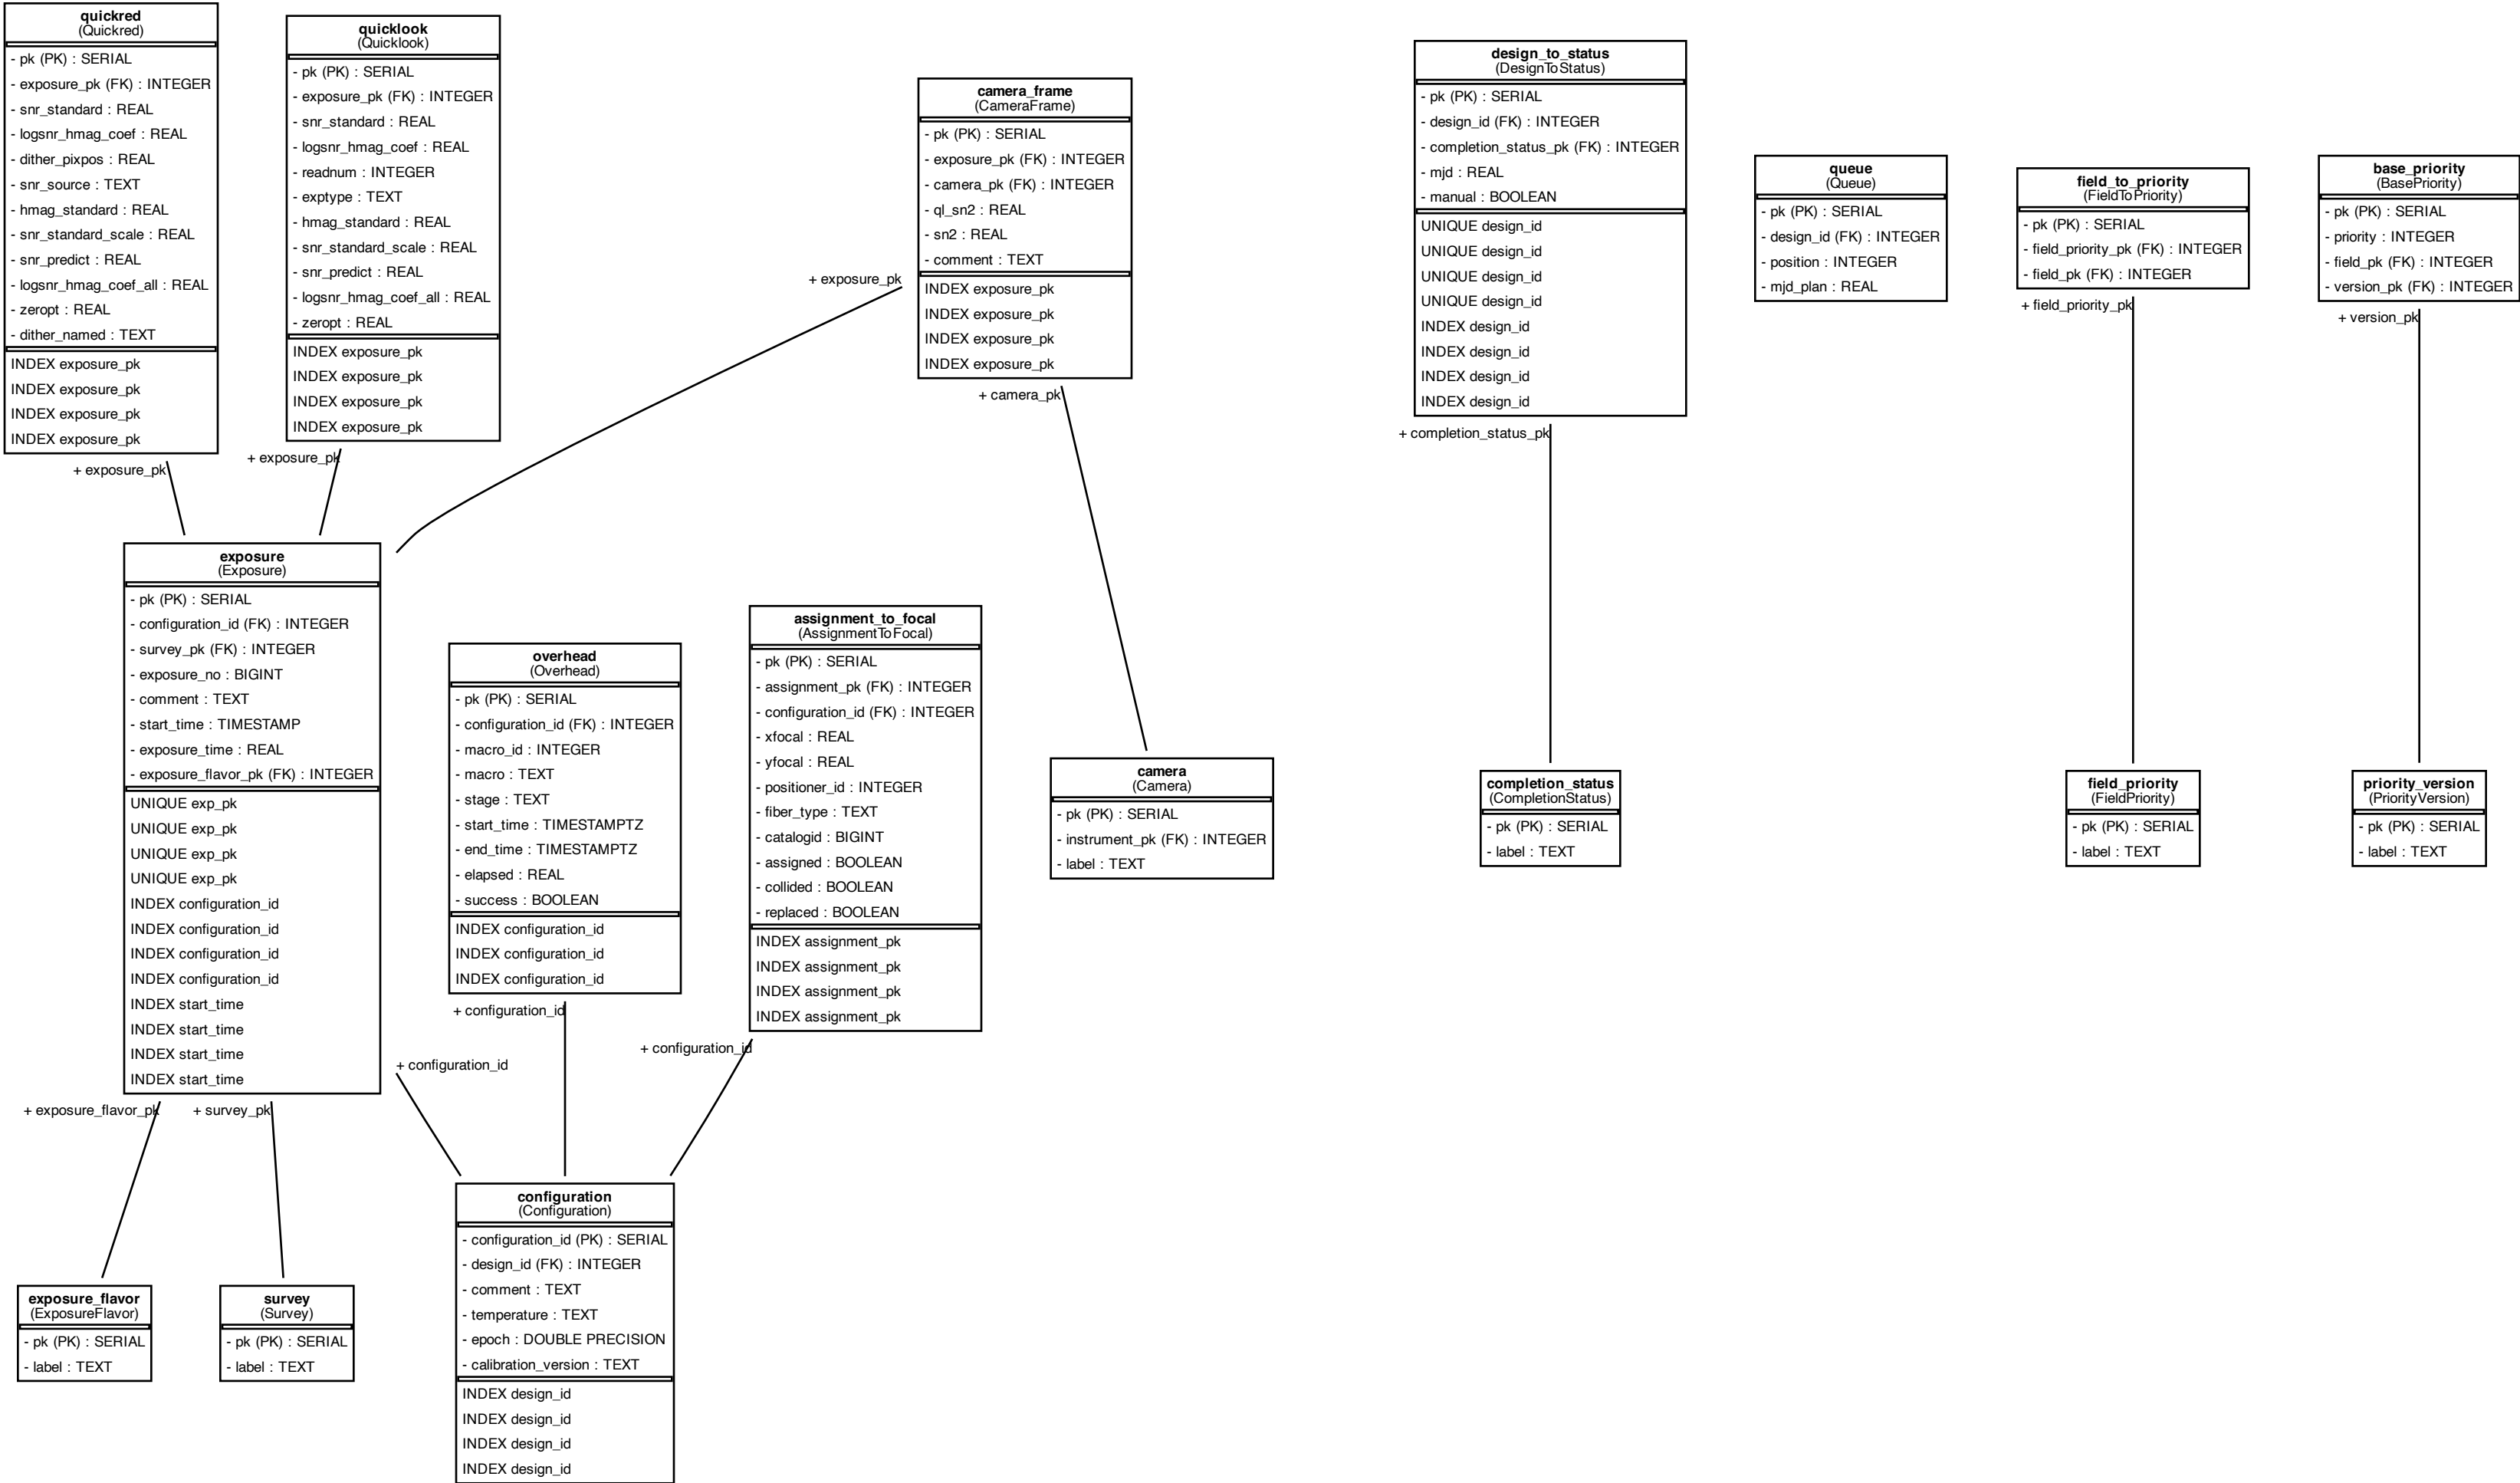 quickred
(Quickred)
- pk (PK) : SERIAL
- exposure_pk (FK) : INTEGER
- snr_standard : REAL
- logsnr_hmag_coef : REAL
- dither_pixpos : REAL
- snr_source : TEXT
- hmag_standard : REAL
- snr_standard_scale : REAL
- snr_predict : REAL
- logsnr_hmag_coef_all : REAL
- zeropt : REAL
- dither_named : TEXT
INDEX exposure_pk
INDEX exposure_pk
INDEX exposure_pk
INDEX exposure_pk
+ exposure_pk
quicklook
(Quicklook)
- pk (PK) : SERIAL
- exposure_pk (FK) : INTEGER
- snr_standard : REAL
- logsnr_hmag_coef : REAL
- readnum : INTEGER
- exptype : TEXT
- hmag_standard : REAL
- snr_standard_scale : REAL
- snr_predict : REAL
- logsnr_hmag_coef_all : REAL
- zeropt : REAL
INDEX exposure_pk
INDEX exposure_pk
INDEX exposure_pk
INDEX exposure_pk
+ exposure_pk
camera_frame
(CameraFrame)
- pk (PK) : SERIAL
- exposure_pk (FK) : INTEGER
- camera_pk (FK) : INTEGER
- ql_sn2 : REAL
- sn2 : REAL
- comment : TEXT
INDEX exposure_pk
INDEX exposure_pk
INDEX exposure_pk
INDEX exposure_pk
+ exposure_pk
+ camera_pk
design_to_status
(DesignToStatus)
- pk (PK) : SERIAL
- design_id (FK) : INTEGER
- completion_status_pk (FK) : INTEGER
- mjd : REAL
- manual : BOOLEAN
UNIQUE design_id
UNIQUE design_id
UNIQUE design_id
UNIQUE design_id
INDEX design_id
INDEX design_id
INDEX design_id
INDEX design_id
+ completion_status_pk
queue
(Queue)
- pk (PK) : SERIAL
- design_id (FK) : INTEGER
- position : INTEGER
- mjd_plan : REAL
field_to_priority
(FieldToPriority)
- pk (PK) : SERIAL
- field_priority_pk (FK) : INTEGER
- field_pk (FK) : INTEGER
+ field_priority_pk
base_priority
(BasePriority)
- pk (PK) : SERIAL
- priority : INTEGER
- field_pk (FK) : INTEGER
- version_pk (FK) : INTEGER
+ version_pk
exposure
(Exposure)
- pk (PK) : SERIAL
- configuration_id (FK) : INTEGER
- survey_pk (FK) : INTEGER
- exposure_no : BIGINT
- comment : TEXT
- start_time : TIMESTAMP
- exposure_time : REAL
- exposure_flavor_pk (FK) : INTEGER
UNIQUE exp_pk
UNIQUE exp_pk
UNIQUE exp_pk
UNIQUE exp_pk
INDEX configuration_id
INDEX configuration_id
INDEX configuration_id
INDEX configuration_id
INDEX start_time
INDEX start_time
INDEX start_time
INDEX start_time
+ exposure_flavor_pk
+ survey_pk
+ configuration_id
overhead
(Overhead)
- pk (PK) : SERIAL
- configuration_id (FK) : INTEGER
- macro_id : INTEGER
- macro : TEXT
- stage : TEXT
- start_time : TIMESTAMPTZ
- end_time : TIMESTAMPTZ
- elapsed : REAL
- success : BOOLEAN
INDEX configuration_id
INDEX configuration_id
INDEX configuration_id
+ configuration_id
assignment_to_focal
(AssignmentToFocal)
- pk (PK) : SERIAL
- assignment_pk (FK) : INTEGER
- configuration_id (FK) : INTEGER
- xfocal : REAL
- yfocal : REAL
- positioner_id : INTEGER
- fiber_type : TEXT
- catalogid : BIGINT
- assigned : BOOLEAN
- collided : BOOLEAN
- replaced : BOOLEAN
INDEX assignment_pk
INDEX assignment_pk
INDEX assignment_pk
INDEX assignment_pk
+ configuration_id
camera
(Camera)
- pk (PK) : SERIAL
- instrument_pk (FK) : INTEGER
- label : TEXT
completion_status
(CompletionStatus)
- pk (PK) : SERIAL
- label : TEXT
field_priority
(FieldPriority)
- pk (PK) : SERIAL
- label : TEXT
priority_version
(PriorityVersion)
- pk (PK) : SERIAL
- label : TEXT
exposure_flavor
(ExposureFlavor)
- pk (PK) : SERIAL
- label : TEXT
survey
(Survey)
- pk (PK) : SERIAL
- label : TEXT
configuration
(Configuration)
- configuration_id (PK) : SERIAL
- design_id (FK) : INTEGER
- comment : TEXT
- temperature : TEXT
- epoch : DOUBLE PRECISION
- calibration_version : TEXT
INDEX design_id
INDEX design_id
INDEX design_id
INDEX design_id